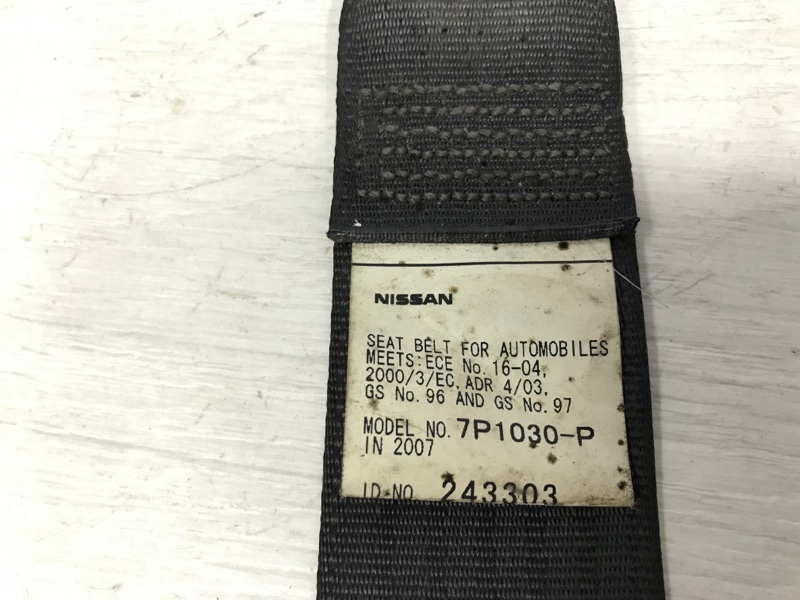 NISSAN
SEAT BELT FOR AUTOMOBILES
MEETS:ECE No.16-04,
2000/3/EC,ADR 4/03,
GS No.96 AND GS No.97
MODEL NO.7P1030-P
IN 2007
ID NO 243303